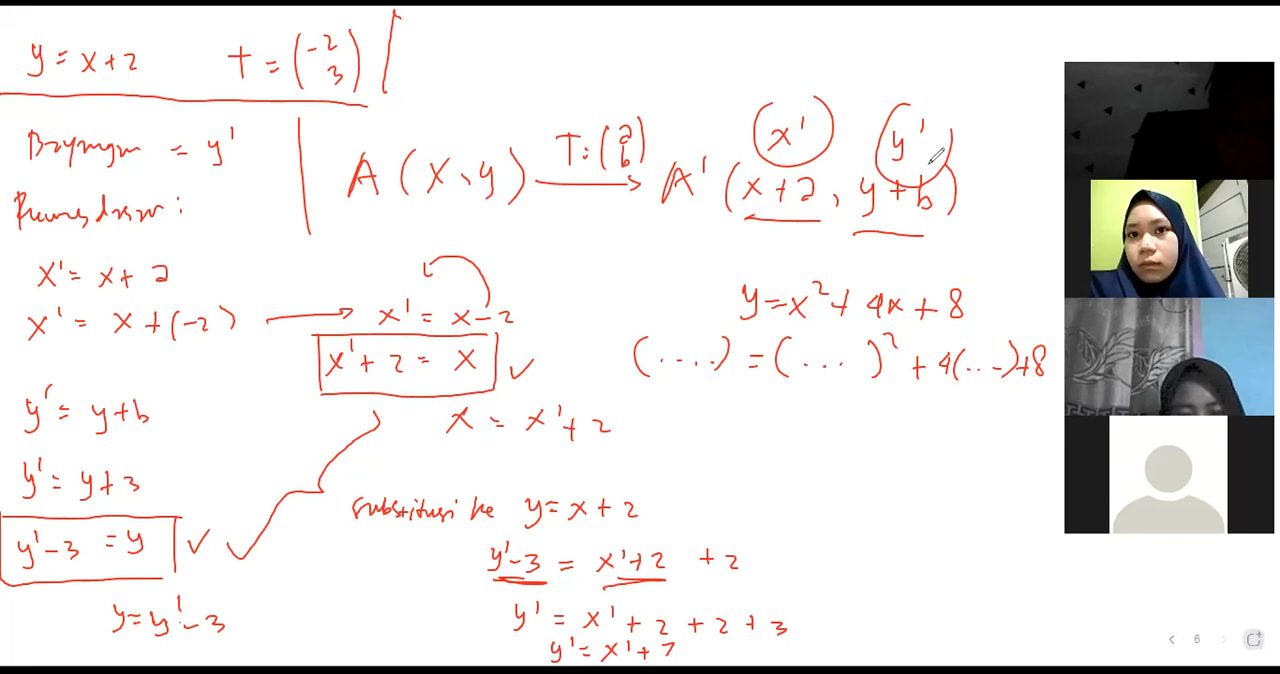 y = x + 2 T = (-2 3)
Bayangan = y'
A (x, y) T: (a b) → A' (x + a, y + b)
x' y'
x' = x + a
x' = x + (-2) → x' = x - 2
x' + 2 = x ✓
x = x' + 2
y' = y + b
y' = y + 3
y' - 3 = y ✓
y = y' - 3
y = x² + 4x + 8
(....) = (...)² + 4(...) + 8
substitusi ke y = x + 2
y' - 3 = x' + 2 + 2
y' = x' + 2 + 2 + 3
y' = x' + 7
6